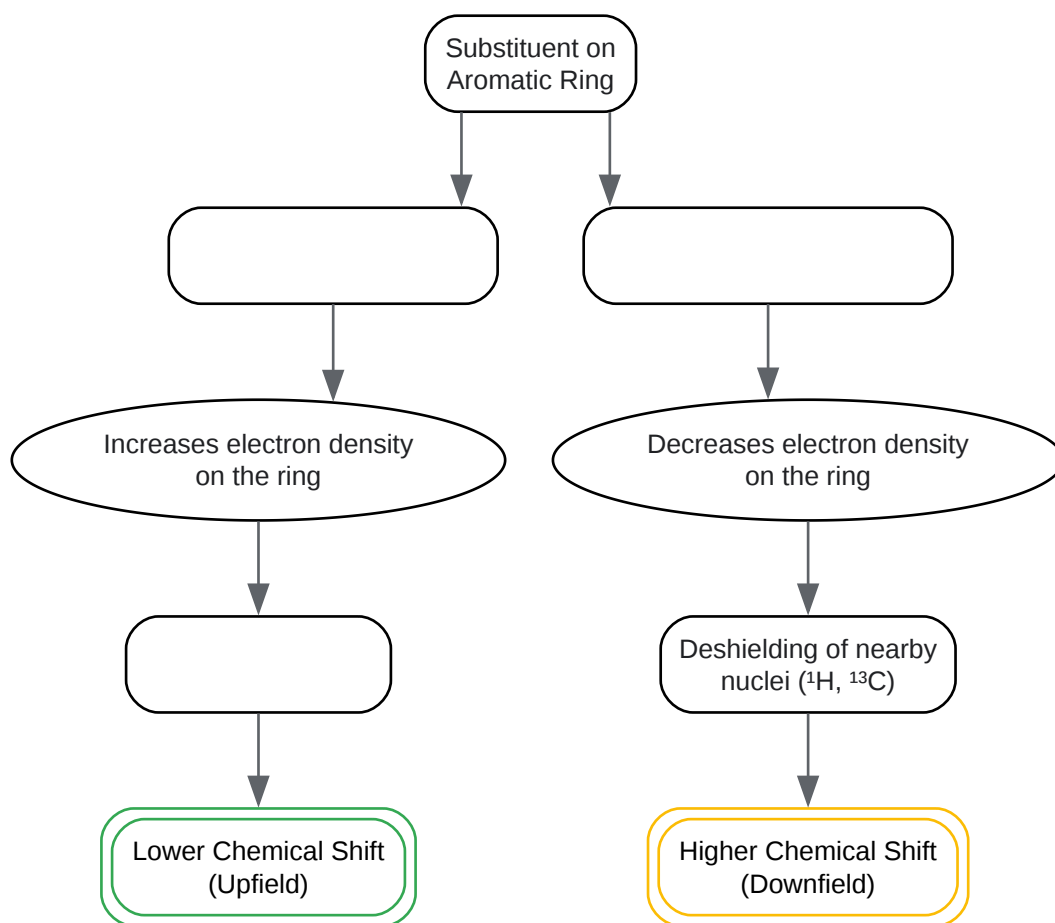 Substituent on
Aromatic Ring
Increases electron density
on the ring
Decreases electron density
on the ring
Deshielding of nearby
nuclei (¹H, ¹³C)
Lower Chemical Shift
(Upfield)
Higher Chemical Shift
(Downfield)